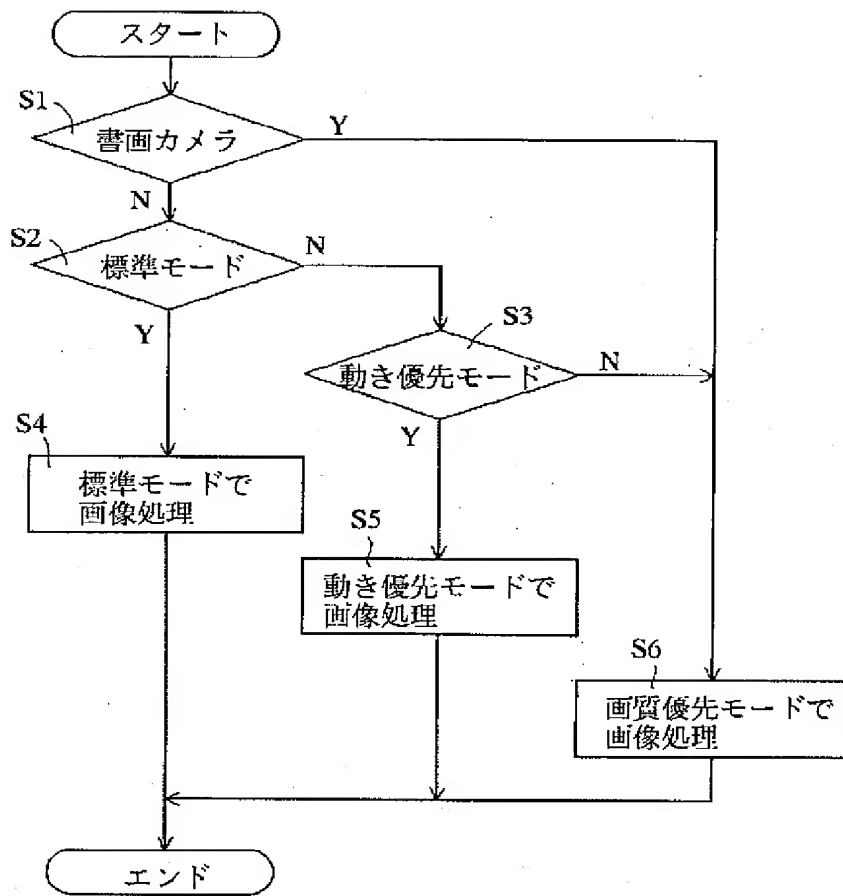 スタート
S1
書画カメラ
Y
N
S2
標準モード
N
Y
S3
動き優先モード
N
Y
S4
標準モードで
画像処理
S5
動き優先モードで
画像処理
S6
画質優先モードで
画像処理
エンド